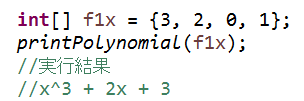 int[] f1x = {3, 2, 0, 1};
printPolynomial(f1x);
//実行結果
//x^3 + 2x + 3